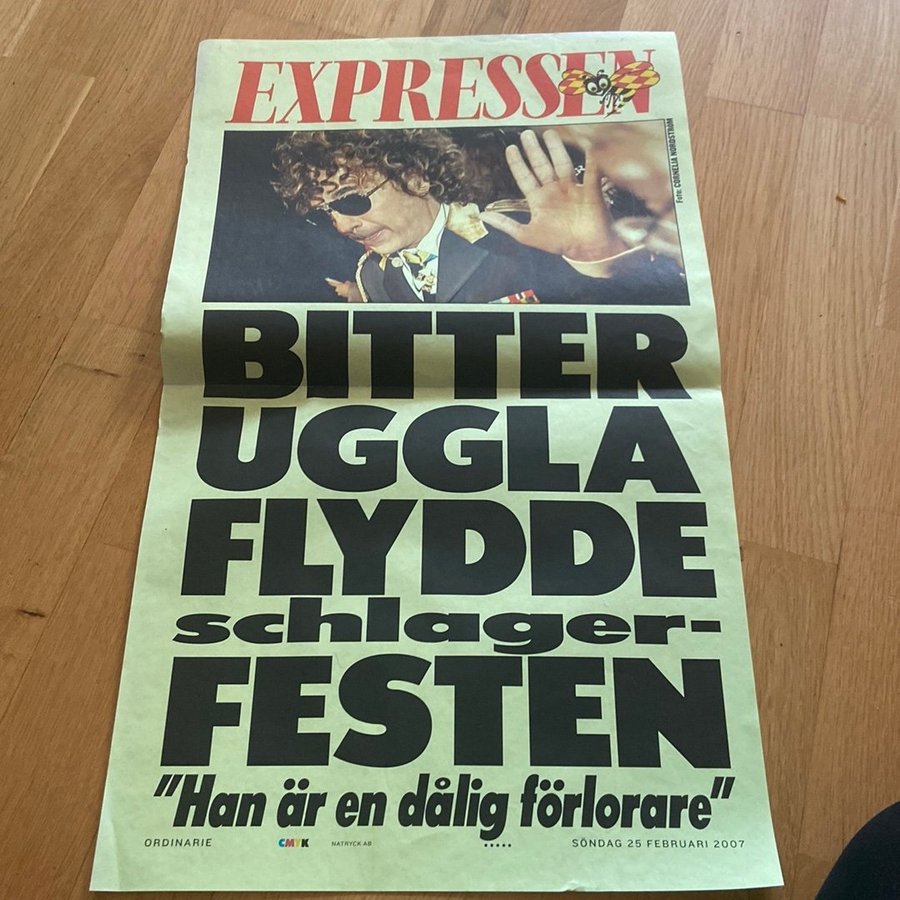 EXPRESSEN
Foto: CORNELIA NORDSTRÖM
BITTER
UGGLA
FLYDDE
schlager-
FESTEN
"Han är en dålig förlorare"
ORDINARIE CMYK NATRYCK AB ••••• SÖNDAG 25 FEBRUARI 2007